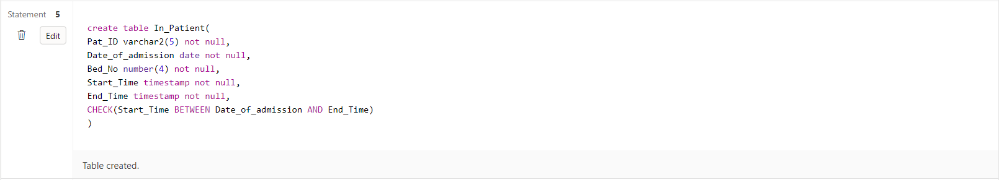 Statement 5
Edit
create table In_Patient(
Pat_ID varchar2(5) not null,
Date_of_admission date not null,
Bed_No number(4) not null,
Start_Time timestamp not null,
End_Time timestamp not null,
CHECK(Start_Time BETWEEN Date_of_admission AND End_Time)
)
Table created.